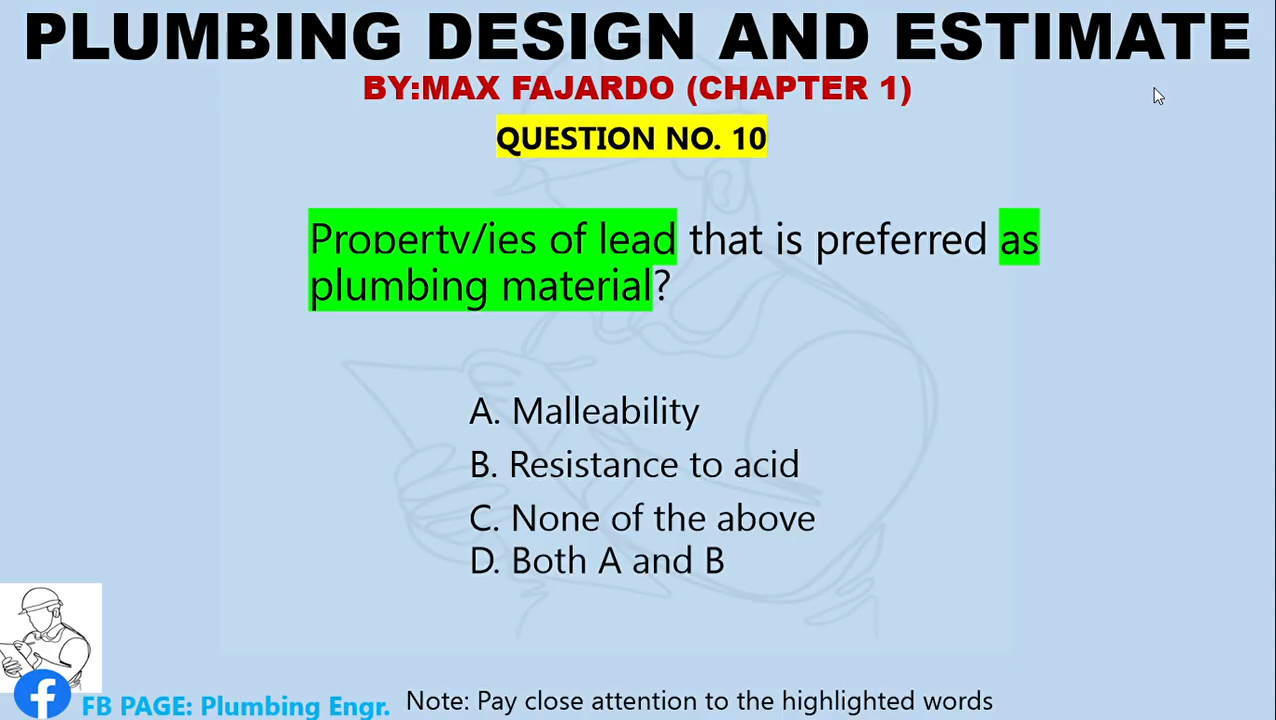 PLUMBING DESIGN AND ESTIMATE
BY:MAX FAJARDO (CHAPTER 1)
QUESTION NO. 10
Property/ies of lead that is preferred as
plumbing material?
A. Malleability
B. Resistance to acid
C. None of the above
D. Both A and B
FB PAGE: Plumbing Engr.
Note: Pay close attention to the highlighted words